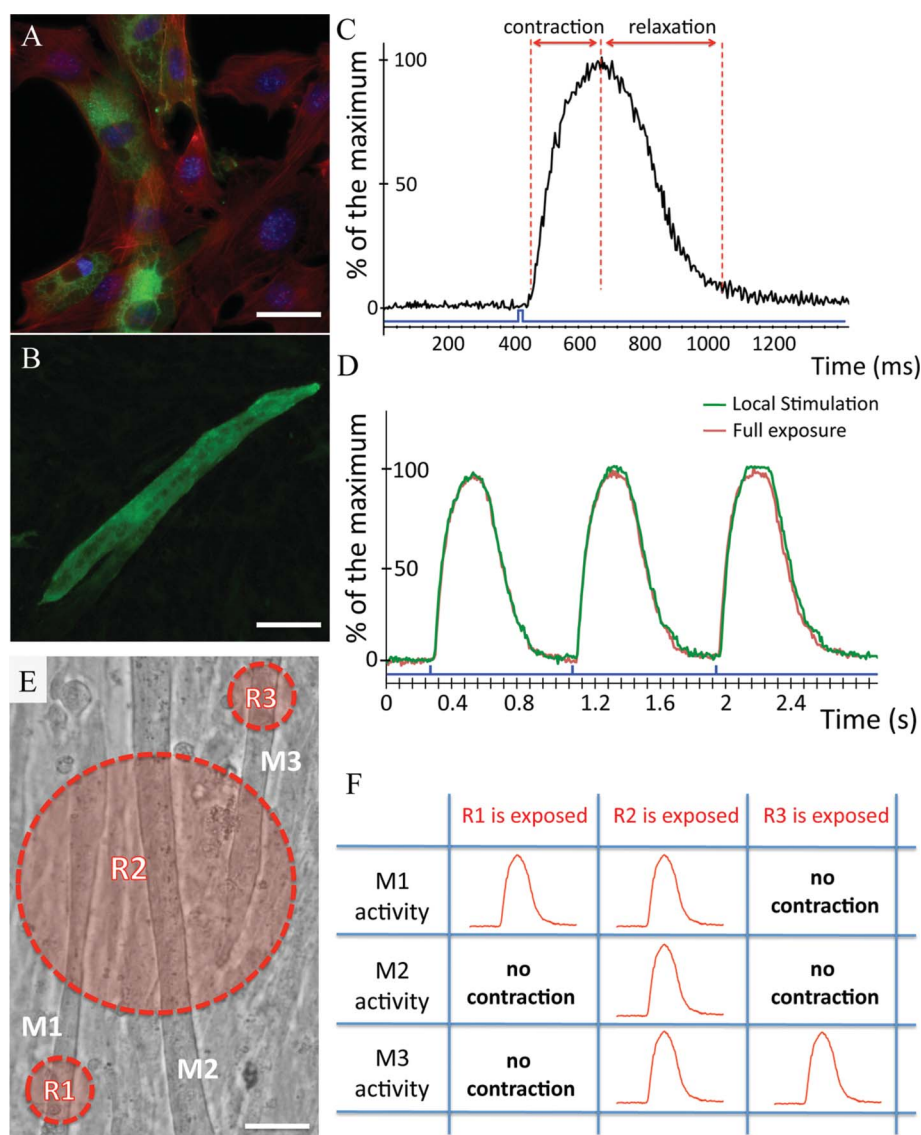 A
B
C
contraction
relaxation
% of the maximum
100
50
0
200
400
600
800
1000
1200
Time (ms)
D
Local Stimulation
Full exposure
% of the maximum
100
50
0
0
0.4
0.8
1.2
1.6
2
2.4
Time (s)
E
R3
M3
R2
M1
M2
R1
F
R1 is exposed
R2 is exposed
R3 is exposed
M1
activity
no
contraction
M2
activity
no
contraction
no
contraction
M3
activity
no
contraction